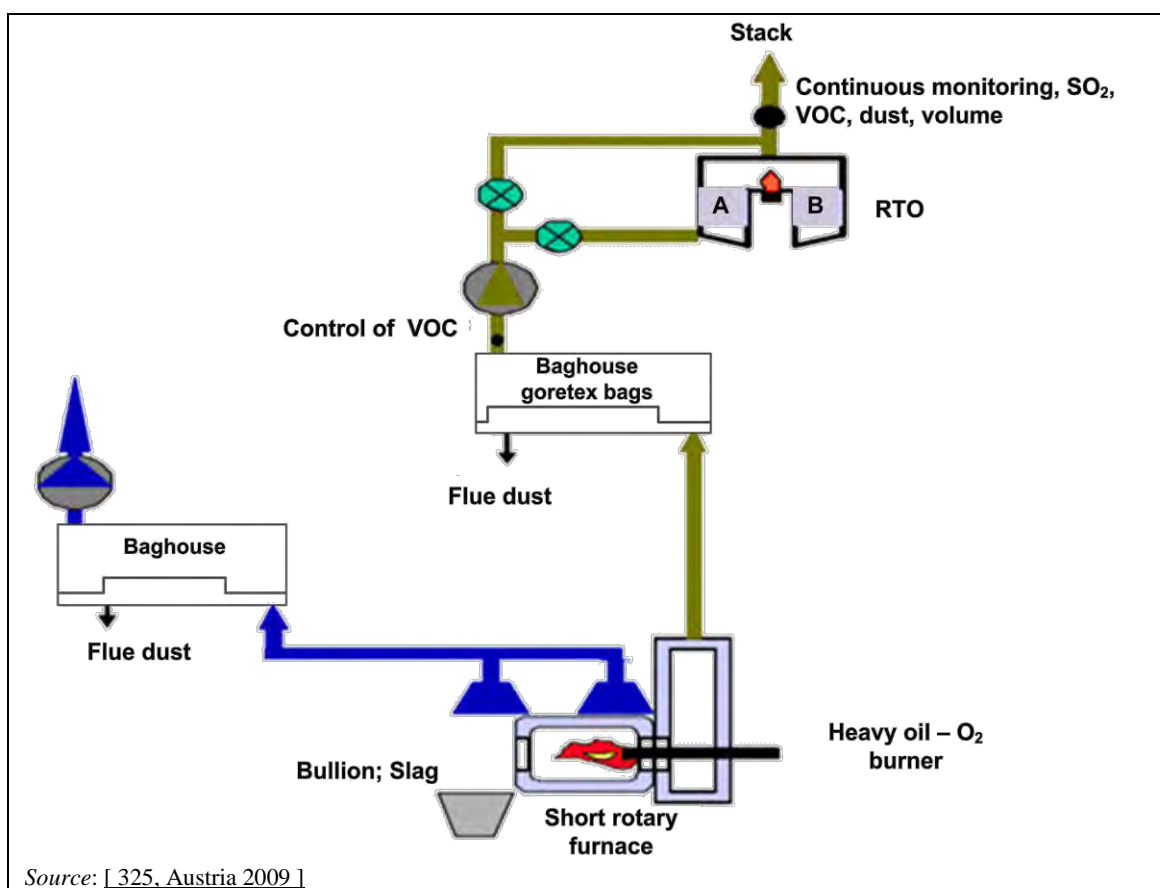 Stack
Continuous monitoring, SO₂,
VOC, dust, volume
A
B
RTO
Control of VOC
Baghouse
goretex bags
Flue dust
Baghouse
Flue dust
Heavy oil – O₂
burner
Bullion; Slag
Short rotary
furnace
Source: [ 325, Austria 2009 ]